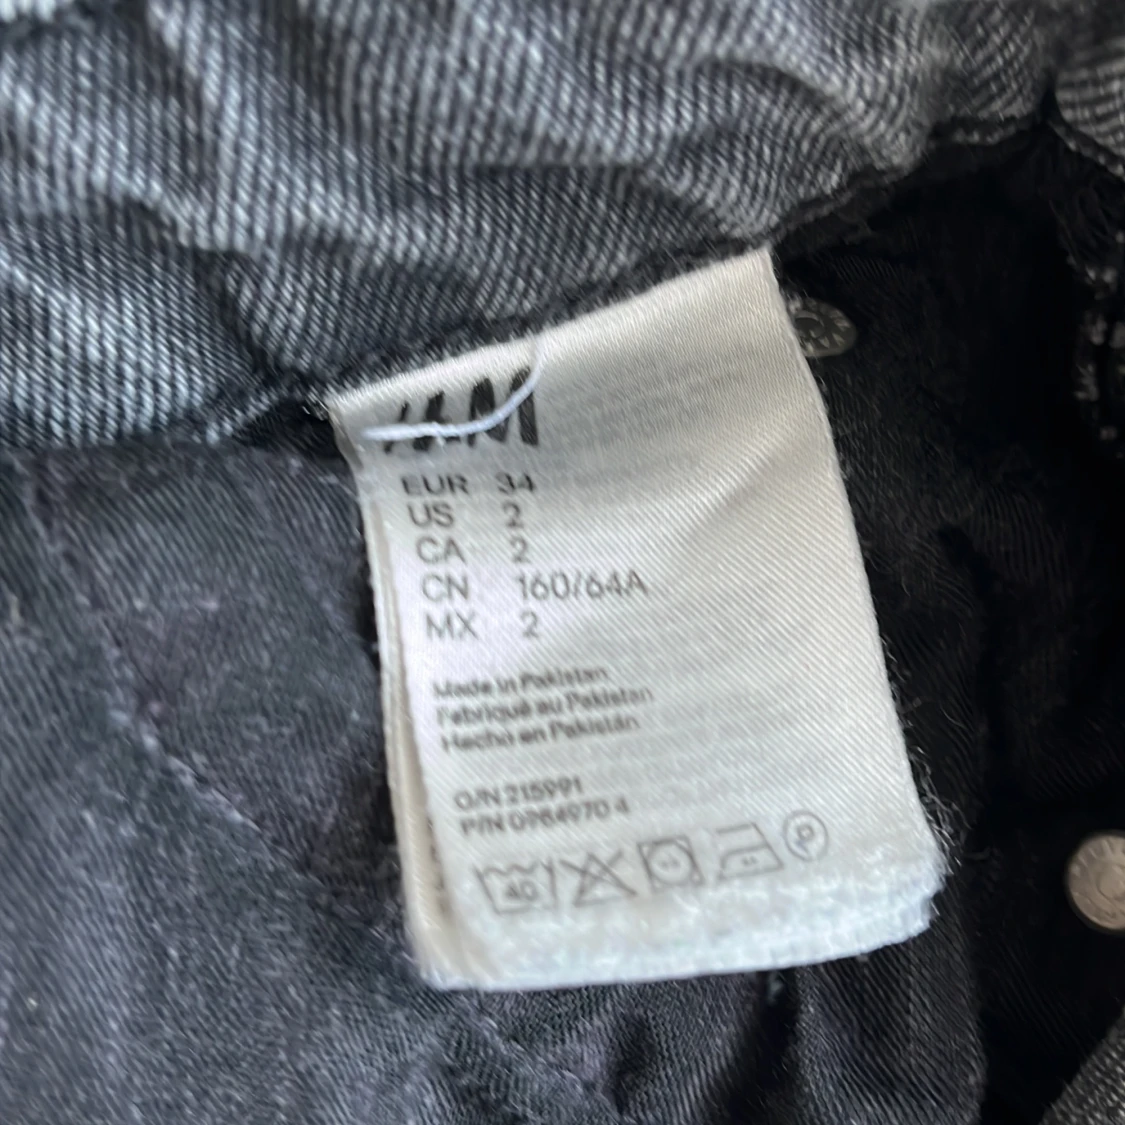 H&M
EUR 34
US 2
CA 2
CN 160/64A
MX 2
Made in Pakistan
Fabriqué au Pakistan
Hecho en Pakistán
O/N 215991
P/N 0984970 4
40
P